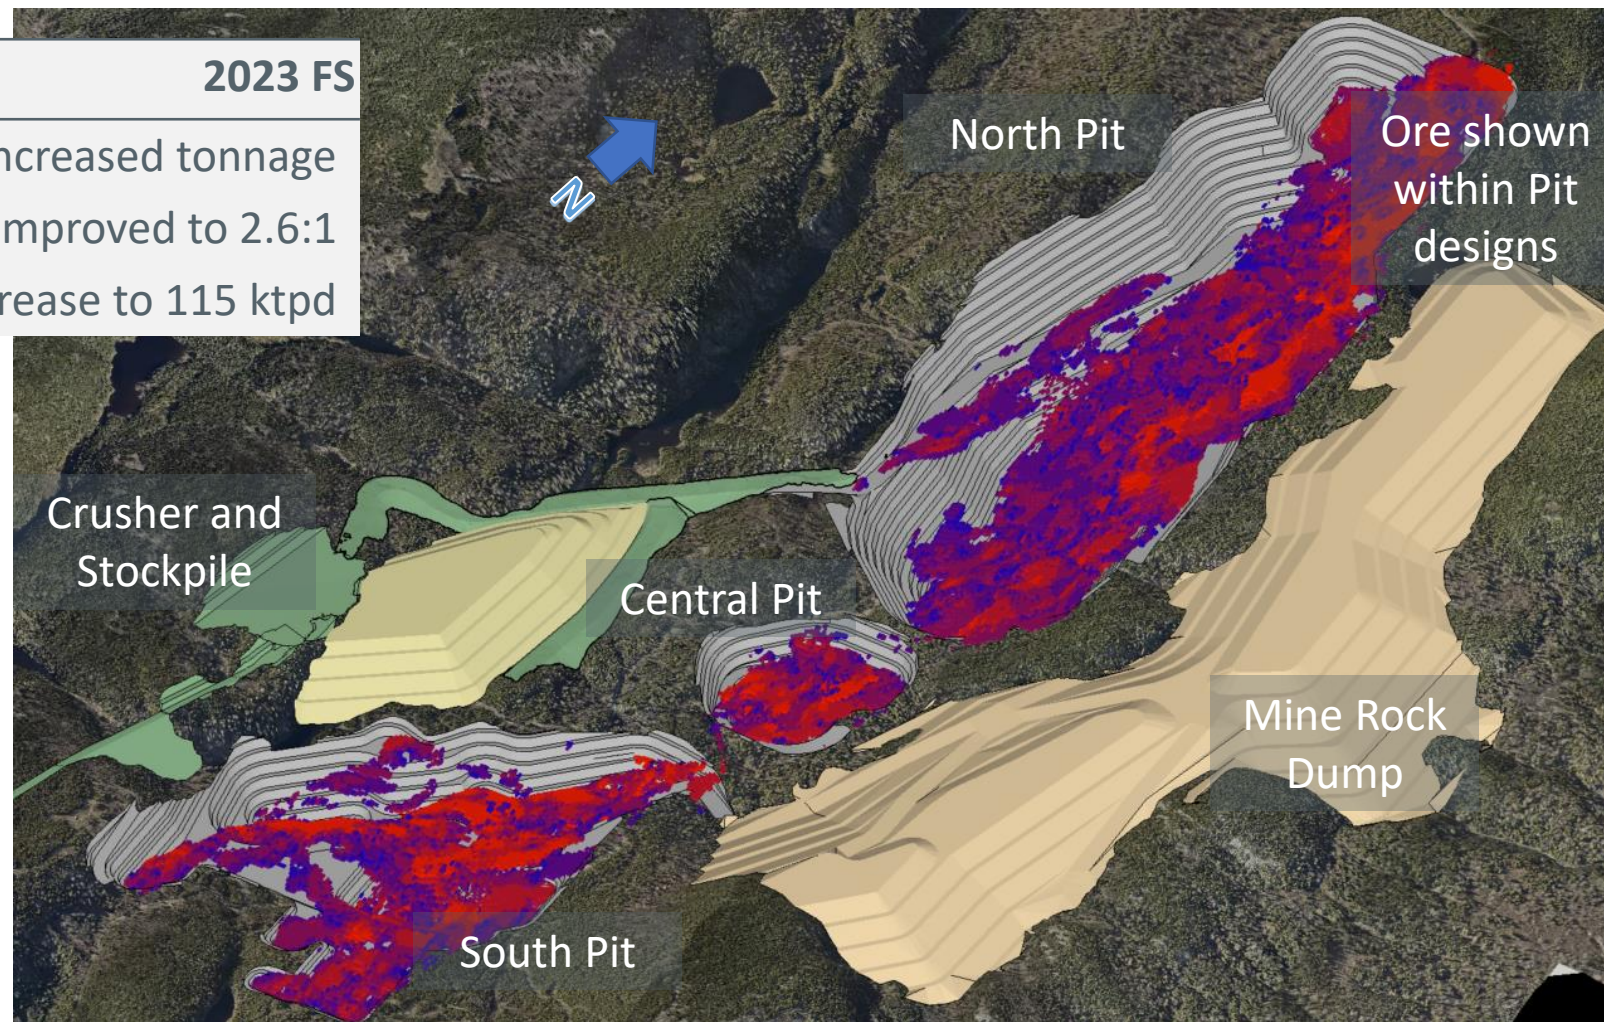 2023 FS
ncreased tonnage
mproved to 2.6:1
rease to 115 ktpd
N
North Pit
Ore shown
within Pit
designs
Crusher and
Stockpile
Central Pit
Mine Rock
Dump
South Pit